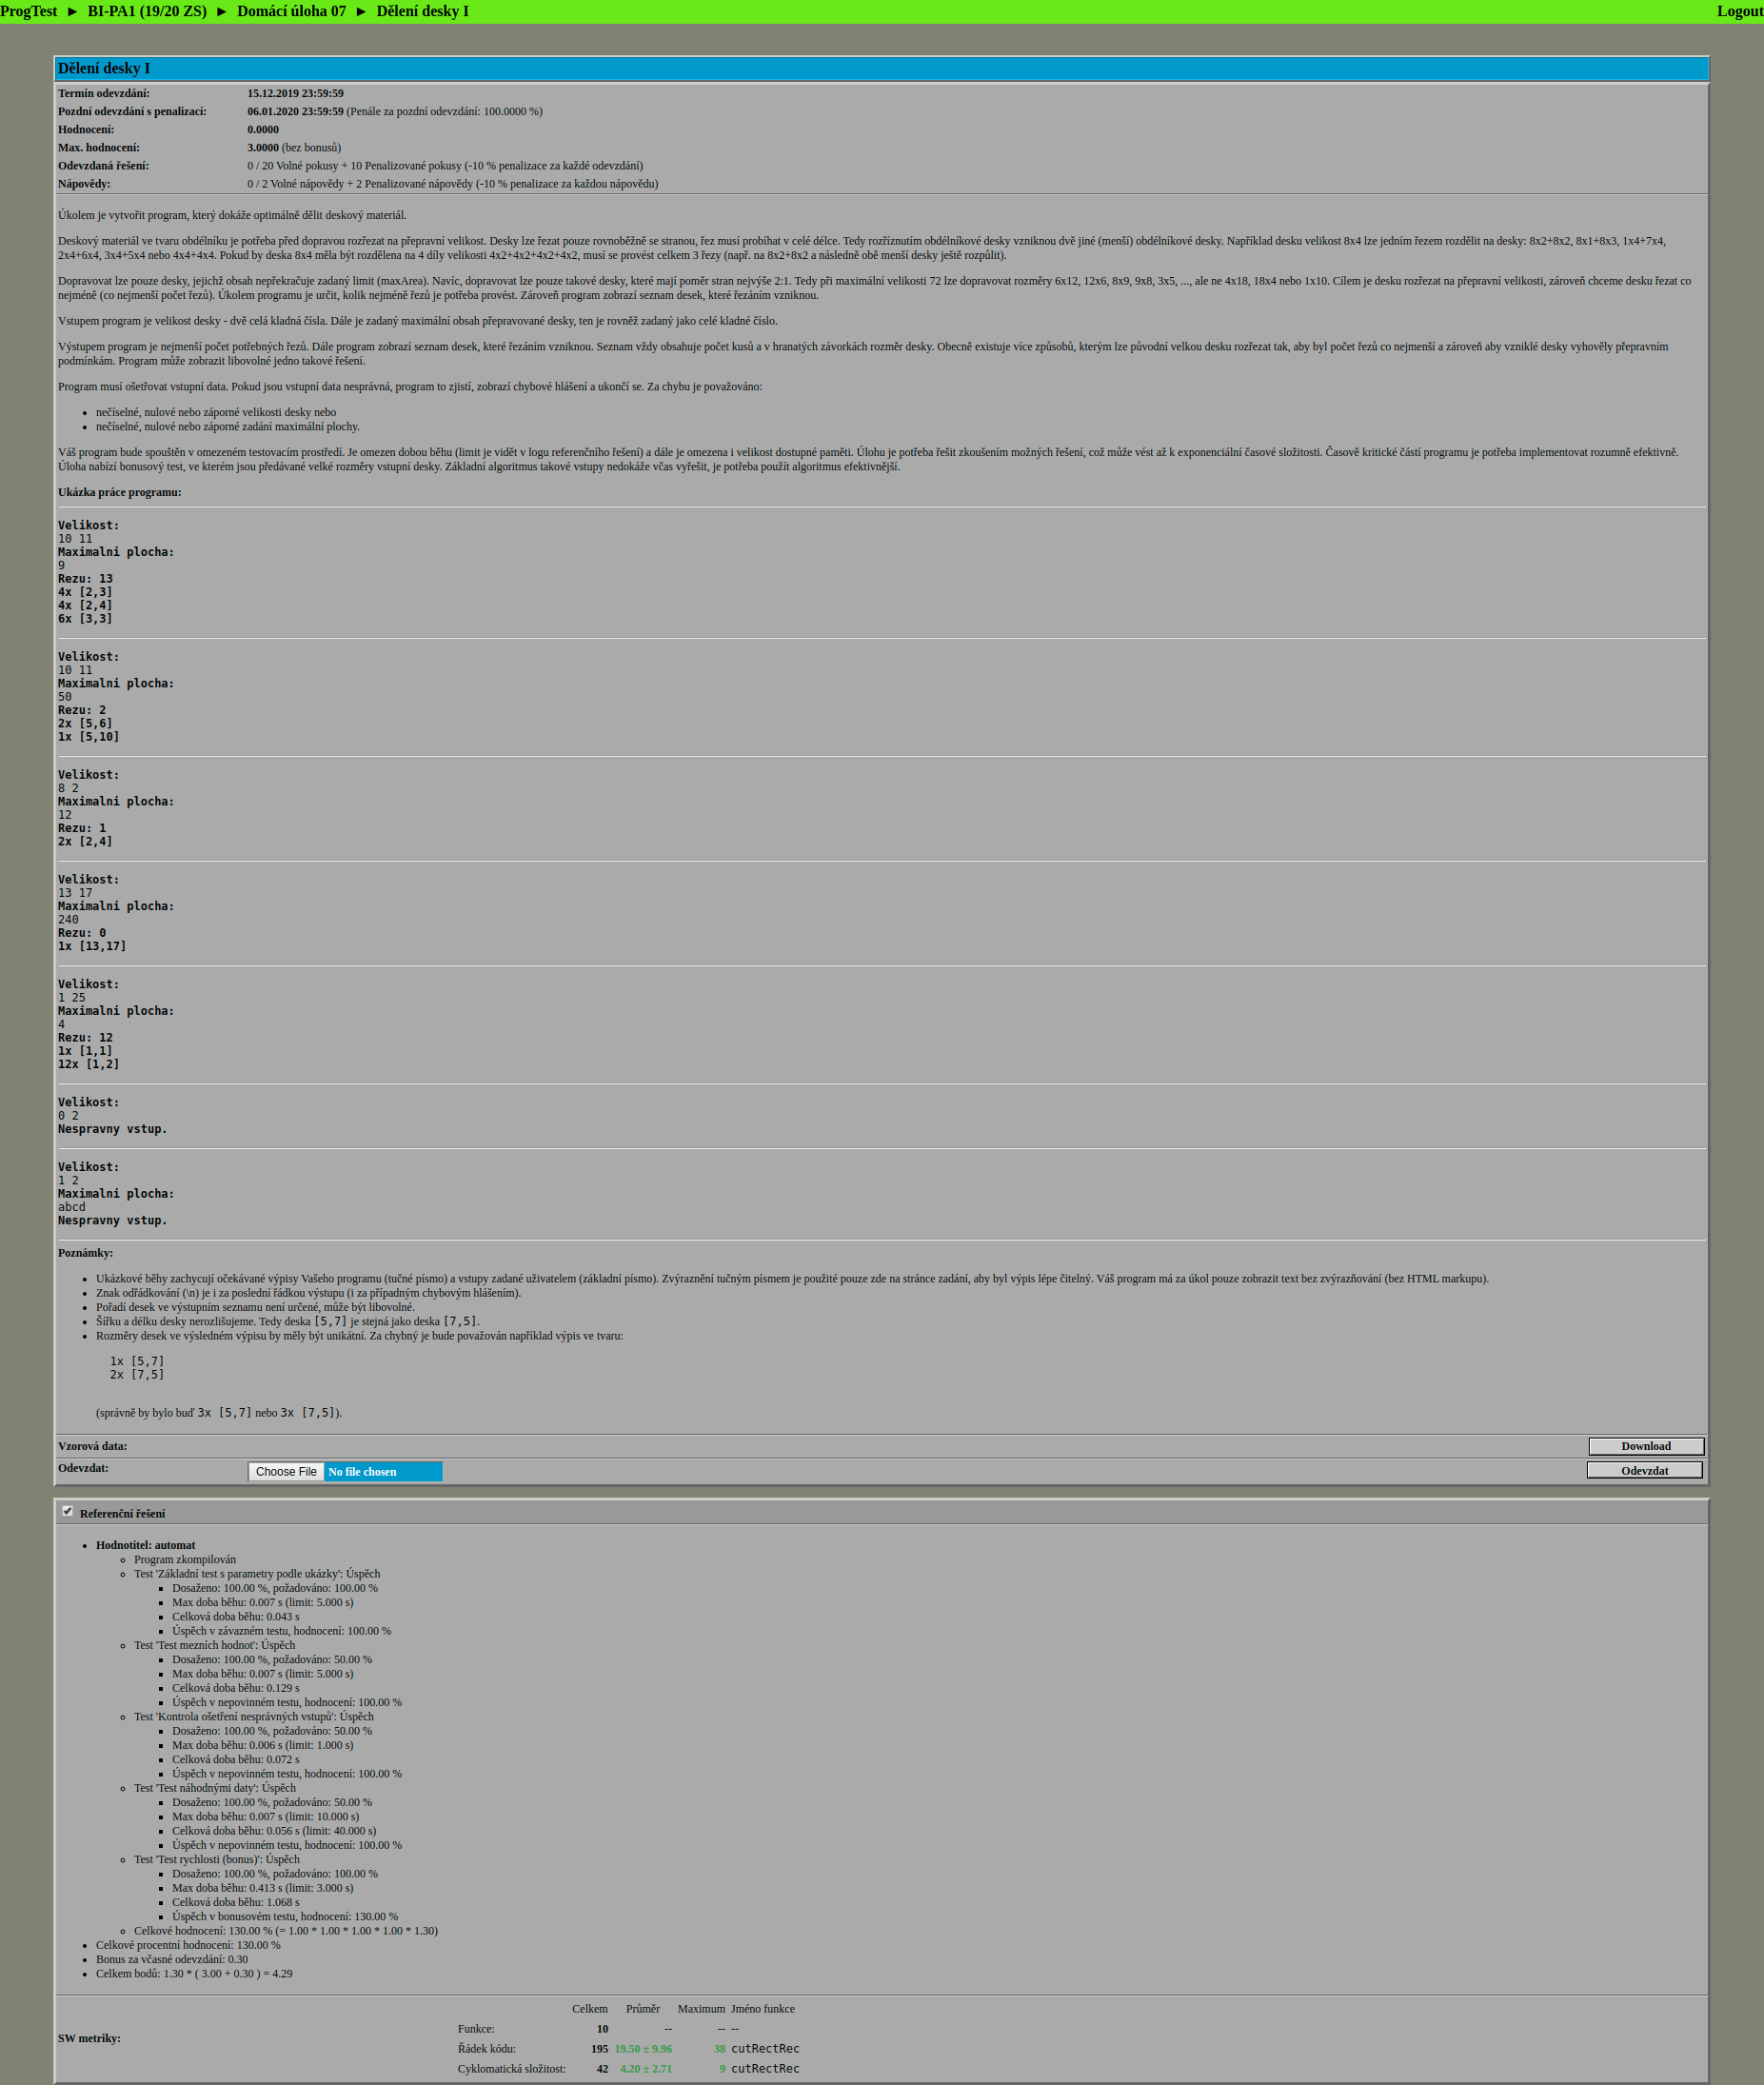 ProgTest ► BI-PA1 (19/20 ZS) ► Domácí úloha 07 ► Dělení desky I Logout
Dělení desky I
Termín odevzdání: 15.12.2019 23:59:59
Pozdní odevzdání s penalizací: 06.01.2020 23:59:59 (Penále za pozdní odevzdání: 100.0000 %)
Hodnocení: 0.0000
Max. hodnocení: 3.0000 (bez bonusů)
Odevzdaná řešení: 0 / 20 Volné pokusy + 10 Penalizované pokusy (-10 % penalizace za každé odevzdání)
Nápovědy: 0 / 2 Volné nápovědy + 2 Penalizované nápovědy (-10 % penalizace za každou nápovědu)
Úkolem je vytvořit program, který dokáže optimálně dělit deskový materiál.
Deskový materiál ve tvaru obdélníku je potřeba před dopravou rozřezat na přepravní velikost. Desky lze řezat pouze rovnoběžně se stranou, řez musí probíhat v celé délce. Tedy rozříznutím obdélníkové desky vzniknou dvě jiné (menší) obdélníkové desky. Například desku velikost 8x4 lze jedním řezem rozdělit na desky: 8x2+8x2, 8x1+8x3, 1x4+7x4,
2x4+6x4, 3x4+5x4 nebo 4x4+4x4. Pokud by deska 8x4 měla být rozdělena na 4 díly velikosti 4x2+4x2+4x2+4x2, musí se provést celkem 3 řezy (např. na 8x2+8x2 a následně obě menší desky ještě rozpůlit).
Dopravovat lze pouze desky, jejichž obsah nepřekračuje zadaný limit (maxArea). Navíc, dopravovat lze pouze takové desky, které mají poměr stran nejvýše 2:1. Tedy při maximální velikosti 72 lze dopravovat rozměry 6x12, 12x6, 8x9, 9x8, 3x5, ..., ale ne 4x18, 18x4 nebo 1x10. Cílem je desku rozřezat na přepravní velikosti, zároveň chceme desku řezat co
nejméně (co nejmenší počet řezů). Úkolem programu je určit, kolik nejméně řezů je potřeba provést. Zároveň program zobrazí seznam desek, které řezáním vzniknou.
Vstupem program je velikost desky - dvě celá kladná čísla. Dále je zadaný maximální obsah přepravované desky, ten je rovněž zadaný jako celé kladné číslo.
Výstupem program je nejmenší počet potřebných řezů. Dále program zobrazí seznam desek, které řezáním vzniknou. Seznam vždy obsahuje počet kusů a v hranatých závorkách rozměr desky. Obecně existuje více způsobů, kterým lze původní velkou desku rozřezat tak, aby byl počet řezů co nejmenší a zároveň aby vzniklé desky vyhověly přepravním
podmínkám. Program může zobrazit libovolné jedno takové řešení.
Program musí ošetřovat vstupní data. Pokud jsou vstupní data nesprávná, program to zjistí, zobrazí chybové hlášení a ukončí se. Za chybu je považováno:
• nečíselné, nulové nebo záporné velikosti desky nebo
• nečíselné, nulové nebo záporné zadání maximální plochy.
Váš program bude spouštěn v omezeném testovacím prostředí. Je omezen dobou běhu (limit je vidět v logu referenčního řešení) a dále je omezena i velikost dostupné paměti. Úlohu je potřeba řešit zkoušením možných řešení, což může vést až k exponenciální časové složitosti. Časově kritické částí programu je potřeba implementovat rozumně efektivně.
Úloha nabízí bonusový test, ve kterém jsou předávané velké rozměry vstupní desky. Základní algoritmus takové vstupy nedokáže včas vyřešit, je potřeba použít algoritmus efektivnější.
Ukázka práce programu:
Velikost:
10 11
Maximalni plocha:
9
Rezu: 13
4x [2,3]
4x [2,4]
6x [3,3]
Velikost:
10 11
Maximalni plocha:
50
Rezu: 2
2x [5,6]
1x [5,10]
Velikost:
8 2
Maximalni plocha:
12
Rezu: 1
2x [2,4]
Velikost:
13 17
Maximalni plocha:
240
Rezu: 0
1x [13,17]
Velikost:
1 25
Maximalni plocha:
4
Rezu: 12
1x [1,1]
12x [1,2]
Velikost:
0 2
Nespravny vstup.
Velikost:
1 2
Maximalni plocha:
abcd
Nespravny vstup.
Poznámky:
• Ukázkové běhy zachycují očekávané výpisy Vašeho programu (tučné písmo) a vstupy zadané uživatelem (základní písmo). Zvýraznění tučným písmem je použité pouze zde na stránce zadání, aby byl výpis lépe čitelný. Váš program má za úkol pouze zobrazit text bez zvýrazňování (bez HTML markupu).
• Znak odřádkování (\n) je i za poslední řádkou výstupu (i za případným chybovým hlášením).
• Pořadí desek ve výstupním seznamu není určené, může být libovolné.
• Šířku a délku desky nerozlišujeme. Tedy deska [5,7] je stejná jako deska [7,5].
• Rozměry desek ve výsledném výpisu by měly být unikátní. Za chybný je bude považován například výpis ve tvaru:
1x [5,7]
2x [7,5]
(správně by bylo buď 3x [5,7] nebo 3x [7,5]).
Vzorová data: Download
Odevzdat: Choose File No file chosen Odevzdat
Referenční řešení
• Hodnotitel: automat
◦ Program zkompilován
◦ Test 'Základní test s parametry podle ukázky': Úspěch
▪ Dosaženo: 100.00 %, požadováno: 100.00 %
▪ Max doba běhu: 0.007 s (limit: 5.000 s)
▪ Celková doba běhu: 0.043 s
▪ Úspěch v závazném testu, hodnocení: 100.00 %
◦ Test 'Test mezních hodnot': Úspěch
▪ Dosaženo: 100.00 %, požadováno: 50.00 %
▪ Max doba běhu: 0.007 s (limit: 5.000 s)
▪ Celková doba běhu: 0.129 s
▪ Úspěch v nepovinném testu, hodnocení: 100.00 %
◦ Test 'Kontrola ošetření nesprávných vstupů': Úspěch
▪ Dosaženo: 100.00 %, požadováno: 50.00 %
▪ Max doba běhu: 0.006 s (limit: 1.000 s)
▪ Celková doba běhu: 0.072 s
▪ Úspěch v nepovinném testu, hodnocení: 100.00 %
◦ Test 'Test náhodnými daty': Úspěch
▪ Dosaženo: 100.00 %, požadováno: 50.00 %
▪ Max doba běhu: 0.007 s (limit: 10.000 s)
▪ Celková doba běhu: 0.056 s (limit: 40.000 s)
▪ Úspěch v nepovinném testu, hodnocení: 100.00 %
◦ Test 'Test rychlosti (bonus)': Úspěch
▪ Dosaženo: 100.00 %, požadováno: 100.00 %
▪ Max doba běhu: 0.413 s (limit: 3.000 s)
▪ Celková doba běhu: 1.068 s
▪ Úspěch v bonusovém testu, hodnocení: 130.00 %
◦ Celkové hodnocení: 130.00 % (= 1.00 * 1.00 * 1.00 * 1.00 * 1.30)
• Celkové procentní hodnocení: 130.00 %
• Bonus za včasné odevzdání: 0.30
• Celkem bodů: 1.30 * ( 3.00 + 0.30 ) = 4.29
SW metriky:
Celkem Průměr Maximum Jméno funkce
Funkce: 10 -- -- --
Řádek kódu: 195 19.50 ± 9.96 38 cutRectRec
Cyklomatická složitost: 42 4.20 ± 2.71 9 cutRectRec